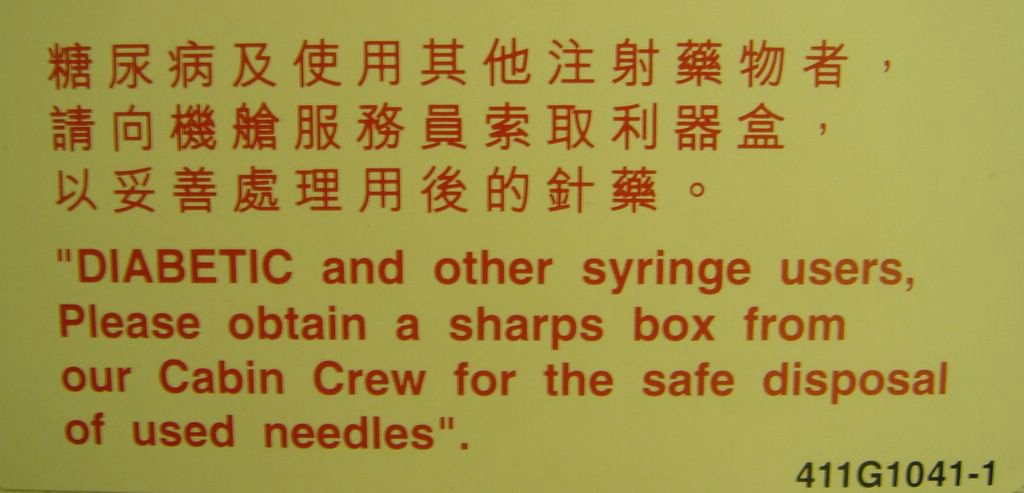 糖尿病及使用其他注射藥物者，
請向機艙服務員索取利器盒，
以妥善處理用後的針藥。
"DIABETIC and other syringe users,
Please obtain a sharps box from
our Cabin Crew for the safe disposal
of used needles".
411G1041-1